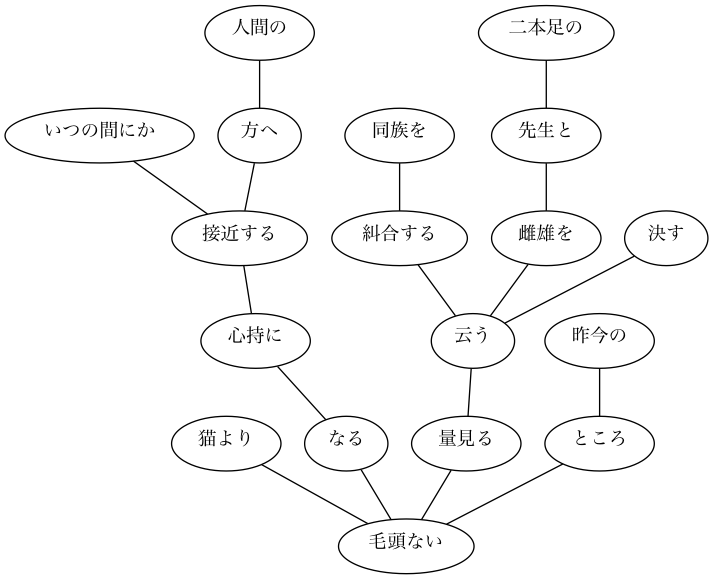 人間の
二本足の
いつの間にか
方へ
同族を
先生と
接近する
糾合する
雌雄を
決す
心持に
云う
昨今の
猫より
なる
量見る
ところ
毛頭ない